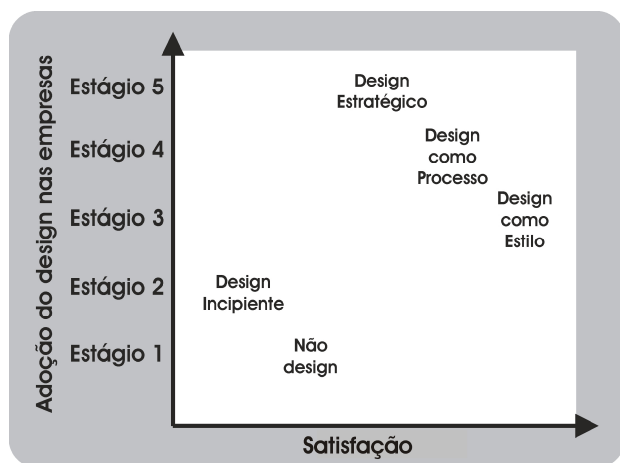 Adoção do design nas empresas
Estágio 5
Design
Estratégico
Estágio 4
Design
como
Processo
Estágio 3
Design
como
Estilo
Estágio 2
Design
Incipiente
Estágio 1
Não
design
Satisfação